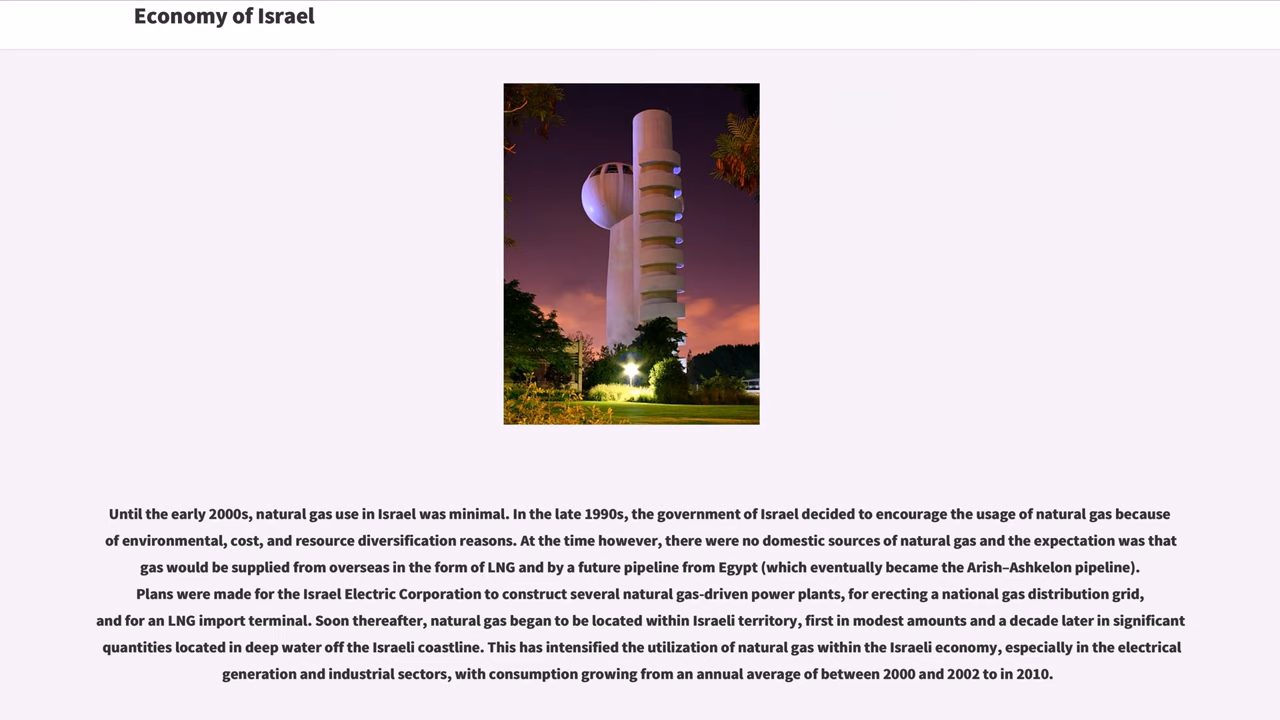 Economy of Israel
Until the early 2000s, natural gas use in Israel was minimal. In the late 1990s, the government of Israel decided to encourage the usage of natural gas because
of environmental, cost, and resource diversification reasons. At the time however, there were no domestic sources of natural gas and the expectation was that
gas would be supplied from overseas in the form of LNG and by a future pipeline from Egypt (which eventually became the Arish–Ashkelon pipeline).
Plans were made for the Israel Electric Corporation to construct several natural gas-driven power plants, for erecting a national gas distribution grid,
and for an LNG import terminal. Soon thereafter, natural gas began to be located within Israeli territory, first in modest amounts and a decade later in significant
quantities located in deep water off the Israeli coastline. This has intensified the utilization of natural gas within the Israeli economy, especially in the electrical
generation and industrial sectors, with consumption growing from an annual average of between 2000 and 2002 to in 2010.